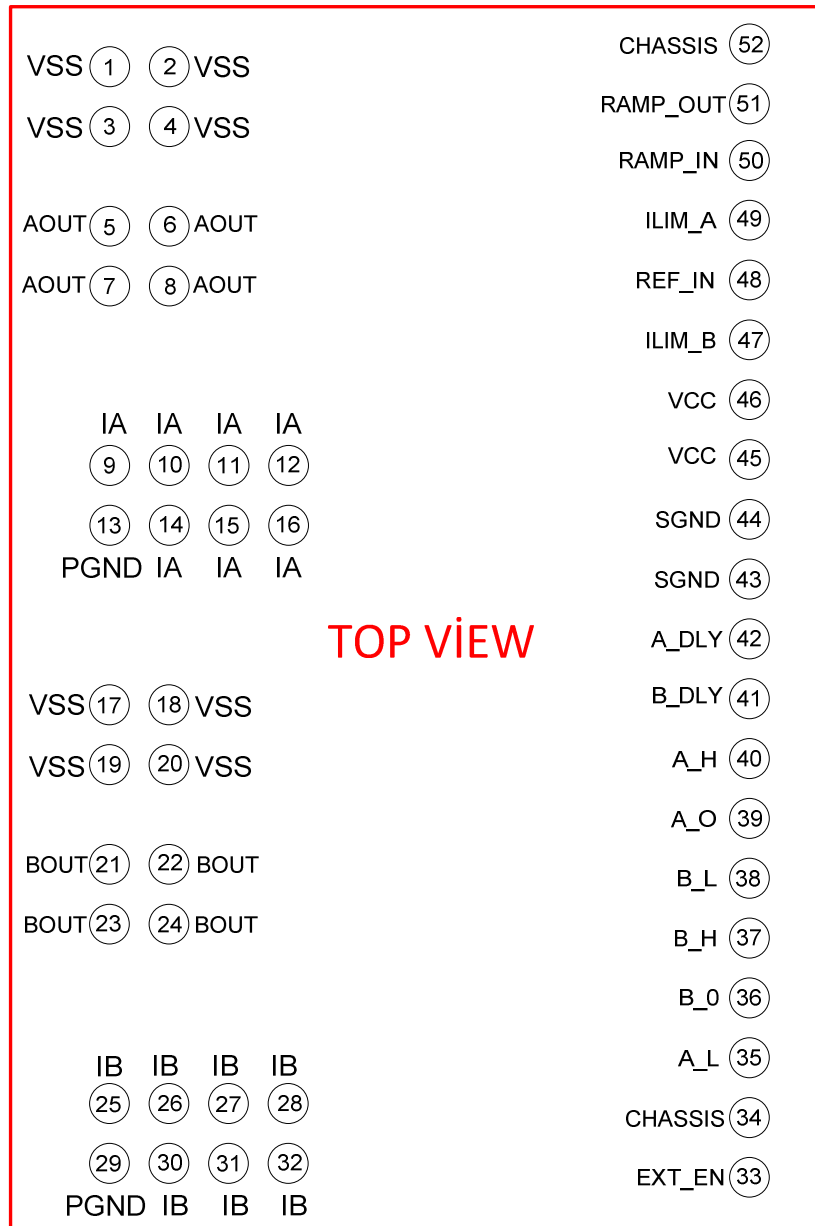 CHASSIS 52
VSS 1 2 VSS
RAMP_OUT 51
VSS 3 4 VSS
RAMP_IN 50
AOUT 5 6 AOUT
ILIM_A 49
AOUT 7 8 AOUT
REF_IN 48
ILIM_B 47
VCC 46
IA IA IA IA
9 10 11 12
VCC 45
13 14 15 16
SGND 44
PGND IA IA IA
SGND 43
TOP VİEW
A_DLY 42
VSS 17 18 VSS
B_DLY 41
VSS 19 20 VSS
A_H 40
A_O 39
BOUT 21 22 BOUT
B_L 38
BOUT 23 24 BOUT
B_H 37
B_0 36
IB IB IB IB
A_L 35
25 26 27 28
CHASSIS 34
29 30 31 32
EXT_EN 33
PGND IB IB IB